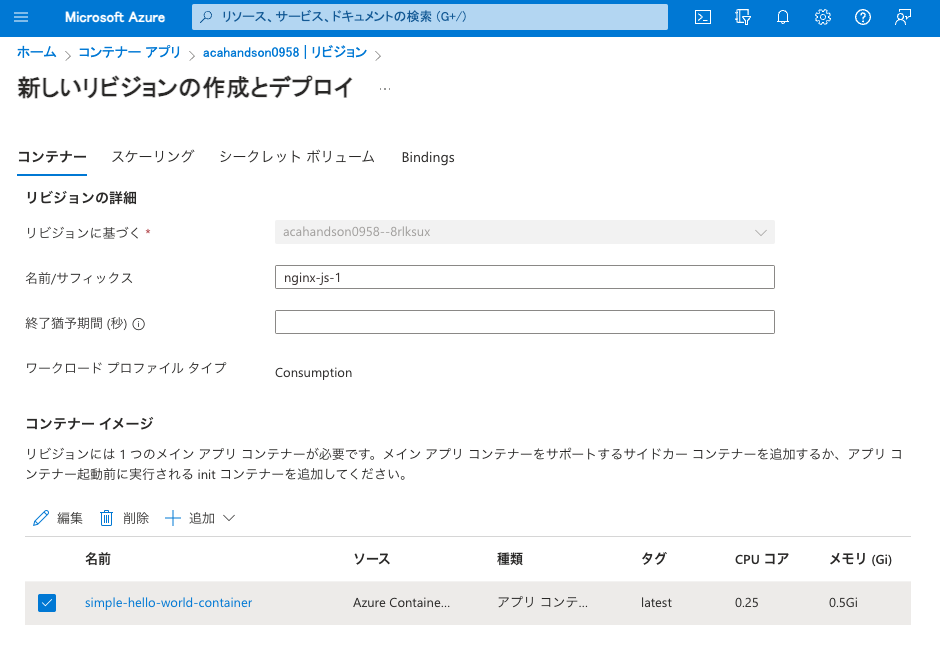 Microsoft Azure
リソース、サービス、ドキュメントの検索 (G+/)
ホーム > コンテナー アプリ > acahandson0958 | リビジョン >
新しいリビジョンの作成とデプロイ ...
コンテナー スケーリング シークレット ボリューム Bindings
リビジョンの詳細
リビジョンに基づく * acahandson0958--8rlksux
名前/サフィックス nginx-js-1
終了猶予期間 (秒)
ワークロード プロファイル タイプ Consumption
コンテナー イメージ
リビジョンには 1 つのメイン アプリ コンテナーが必要です。メイン アプリ コンテナーをサポートするサイドカー コンテナーを追加するか、アプリ コ
ンテナー起動前に実行される init コンテナーを追加してください。
編集 削除 追加
名前 ソース 種類 タグ CPU コア メモリ (Gi)
simple-hello-world-container Azure Containe... アプリ コンテ... latest 0.25 0.5Gi